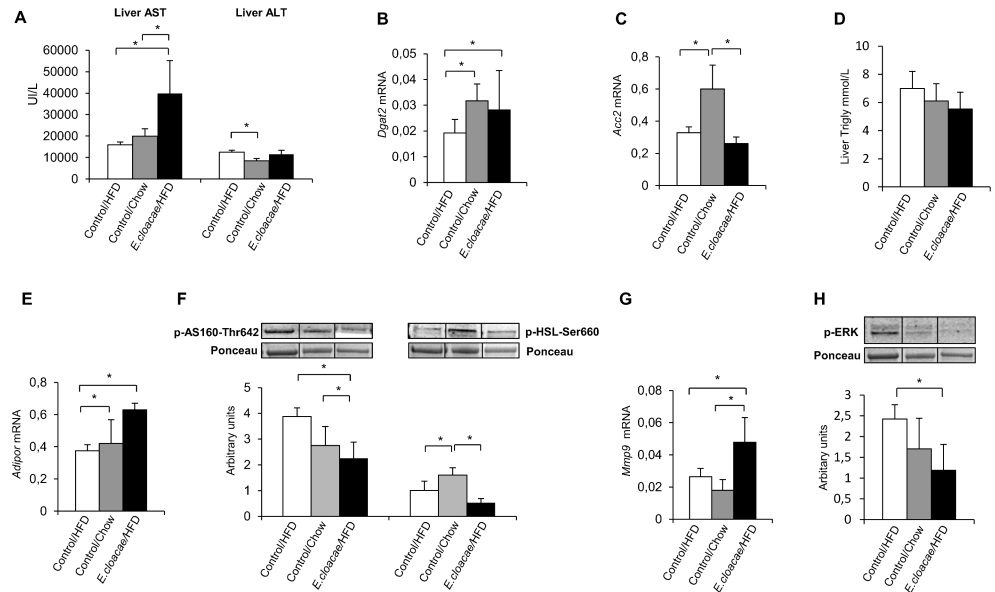 A
Liver AST
Liver ALT
*
*
*
UI/L
60000
50000
40000
30000
20000
10000
0
Control/HFD
Control/Chow
E.cloacae/HFD
Control/HFD
Control/Chow
E.cloacae/HFD
B
*
*
Dgat2 mRNA
0,05
0,04
0,03
0,02
0,01
0,00
Control/HFD
Control/Chow
E.cloacae/HFD
C
*
*
Acc2 mRNA
0,8
0,6
0,4
0,2
0
Control/HFD
Control/Chow
E.cloacae/HFD
D
Liver Trigly mmol/L
10
8
6
4
2
0
Control/HFD
Control/Chow
E.cloacae/HFD
E
*
*
Adipor mRNA
0,8
0,6
0,4
0,2
0
Control/HFD
Control/Chow
E.cloacae/HFD
F
p-AS160-Thr642
p-HSL-Ser660
Ponceau
Ponceau
*
*
*
*
Arbitrary units
5
4
3
2
1
0
Control/HFD
Control/Chow
E.cloacae/HFD
Control/HFD
Control/Chow
E.cloacae/HFD
G
*
*
Mmp9 mRNA
0,08
0,06
0,04
0,02
0
Control/HFD
Control/Chow
E.cloacae/HFD
H
p-ERK
Ponceau
*
Arbitary units
3
2,5
2
1,5
1
0,5
0
Control/HFD
Control/Chow
E.cloacae/HFD